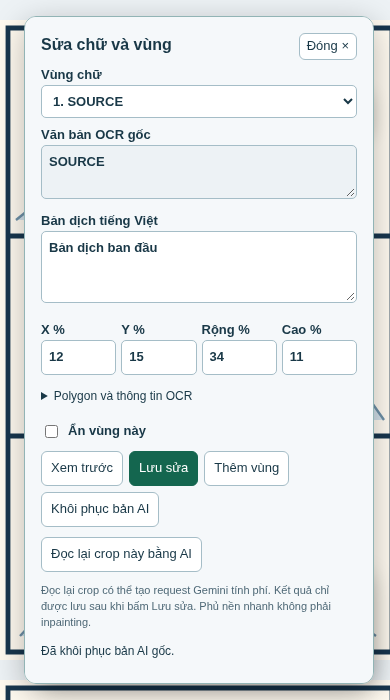 Sửa chữ và vùng
Đóng ×
Vùng chữ
1. SOURCE
Văn bản OCR gốc
SOURCE
Bản dịch tiếng Việt
Bản dịch ban đầu
X % Y % Rộng % Cao %
12 15 34 11
Polygon và thông tin OCR
Ẩn vùng này
Xem trước Lưu sửa Thêm vùng
Khôi phục bản AI
Đọc lại crop này bằng AI
Đọc lại crop có thể tạo request Gemini tính phí. Kết quả chỉ
được lưu sau khi bấm Lưu sửa. Phủ nền nhanh không phải
inpainting.
Đã khôi phục bản AI gốc.